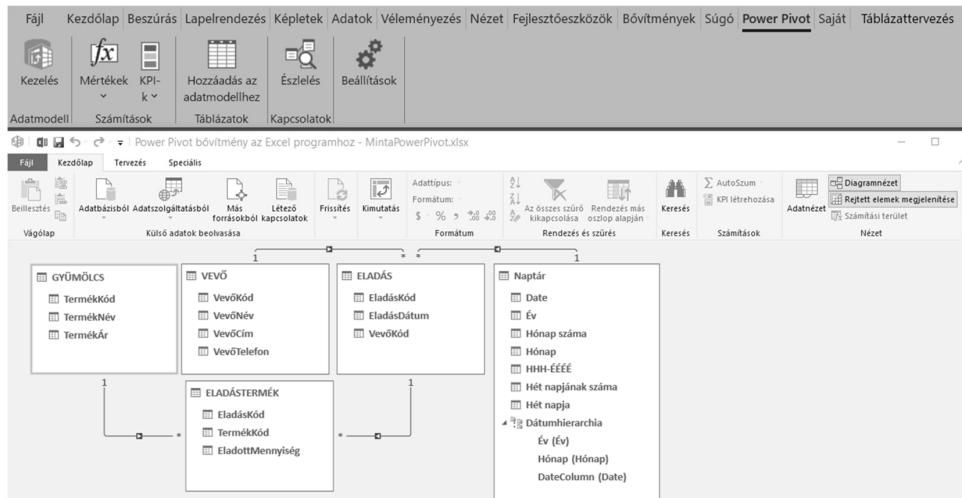 Fájl Kezdőlap Beszúrás Lapelrendezés Képletek Adatok Véleményezés Nézet Fejlesztőeszközök Bővítmények Súgó Power Pivot Saját Táblázattervezés
Kezelés Mértékek KPI-k Hozzáadás az adatmodellhez Észlelés Beállítások
Adatmodell Számítások Táblázatok Kapcsolatok
Power Pivot bővítmény az Excel programhoz - MintaPowerPivot.xlsx
Fájl Kezdőlap Tervezés Speciális
Beillesztés
Vágólap
Adatbázisból Adatszolgáltatásból Más forrásokból Létező kapcsolatok
Külső adatok beolvasása
Frissítés Kimutatás
Adattípus:
Formátum:
$ % 9 .00 .00
Formátum
Az összes szűrő kikapcsolása Rendezés más oszlop alapján
Rendezés és szűrés
Keresés
Keresés
∑ AutoSzum
KPI létrehozása
Számítások
Adatnézet
Diagramnézet
Rejtett elemek megjelenítése
Számítási terület
Nézet
1 * * 1
GYÜMÖLCS
TermékKód
TermékNév
TermékÁr
VEVŐ
VevőKód
VevőNév
VevőCím
VevőTelefon
ELADÁS
EladásKód
EladásDátum
VevőKód
Naptár
Date
Év
Hónap száma
Hónap
HHH-ÉÉÉÉ
Hét napjának száma
Hét napja
Dátumhierarchia
Év (Év)
Hónap (Hónap)
DateColumn (Date)
1 1
ELADÁSTERMÉK
EladásKód
TermékKód
EladottMennyiség
* *